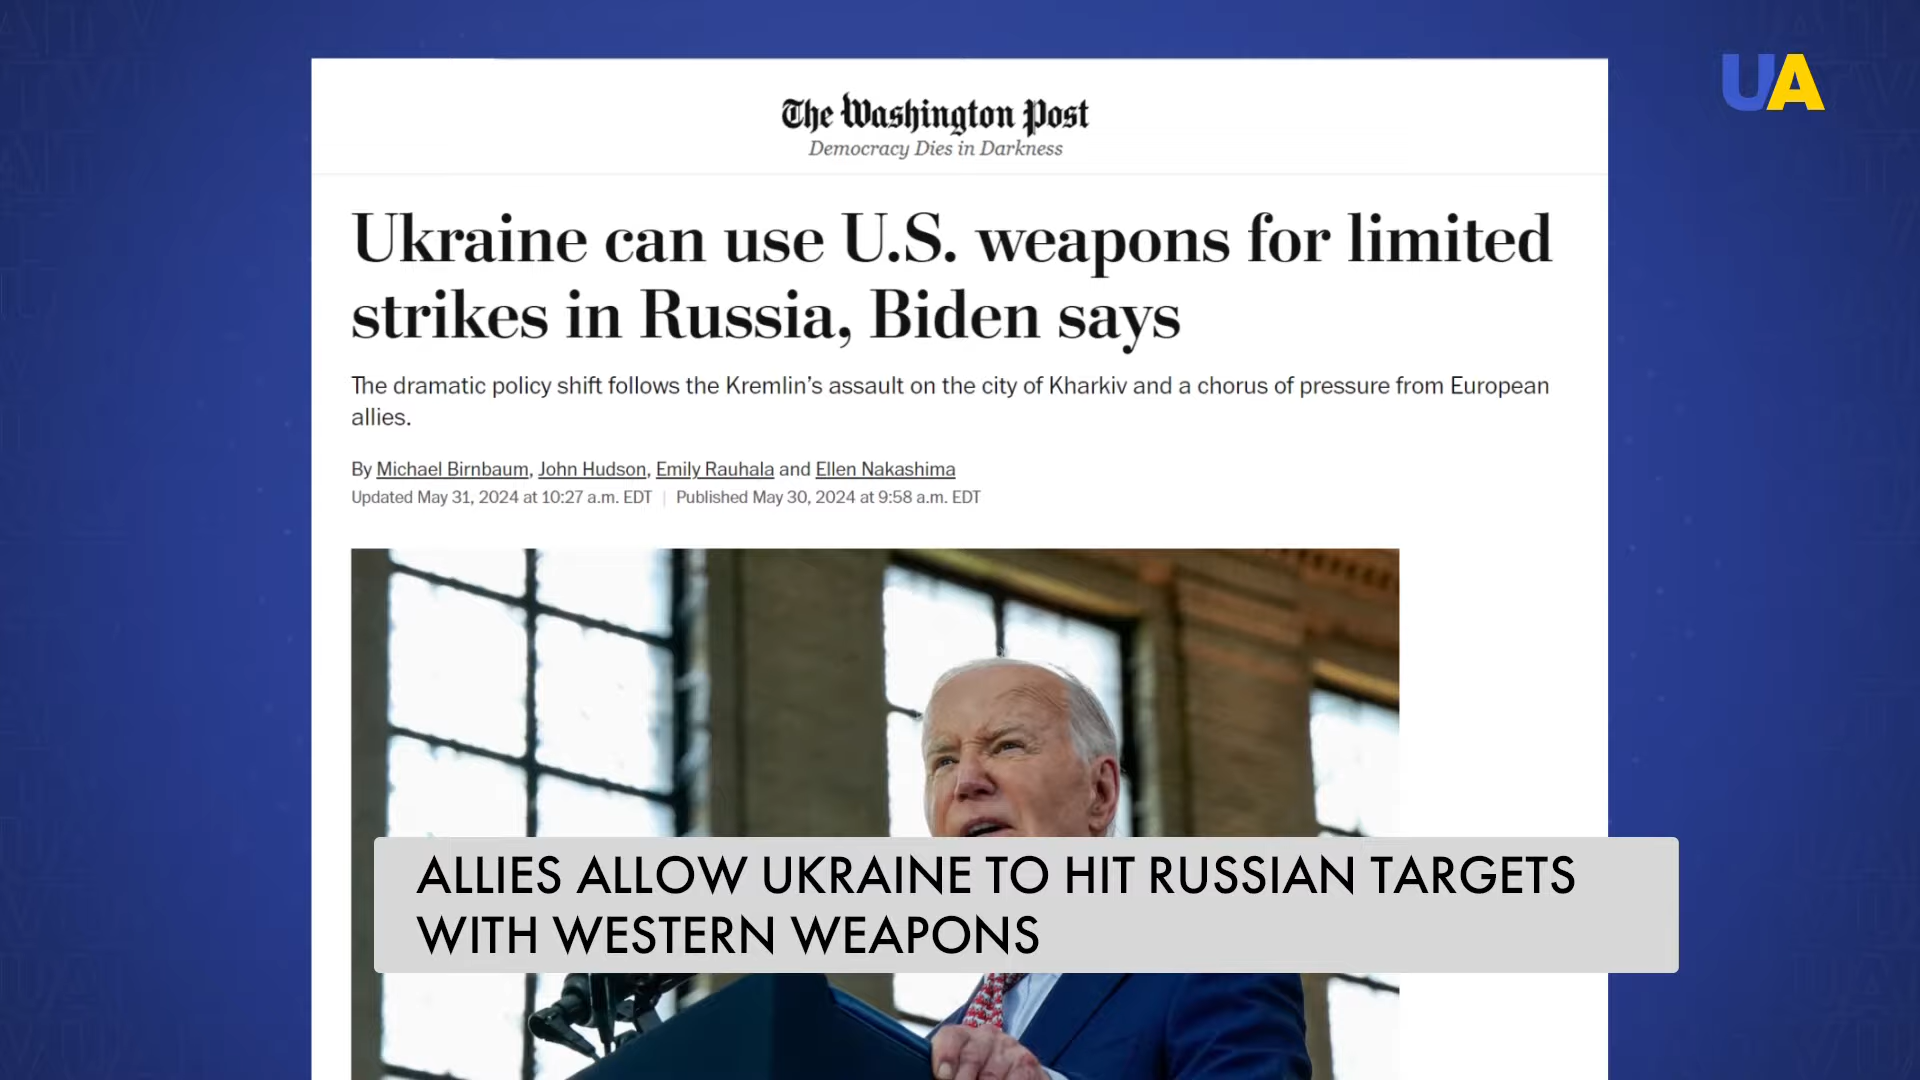 UA
The Washington Post
Democracy Dies in Darkness
Ukraine can use U.S. weapons for limited
strikes in Russia, Biden says
The dramatic policy shift follows the Kremlin’s assault on the city of Kharkiv and a chorus of pressure from European
allies.
By Michael Birnbaum, John Hudson, Emily Rauhala and Ellen Nakashima
Updated May 31, 2024 at 10:27 a.m. EDT | Published May 30, 2024 at 9:58 a.m. EDT
ALLIES ALLOW UKRAINE TO HIT RUSSIAN TARGETS
WITH WESTERN WEAPONS